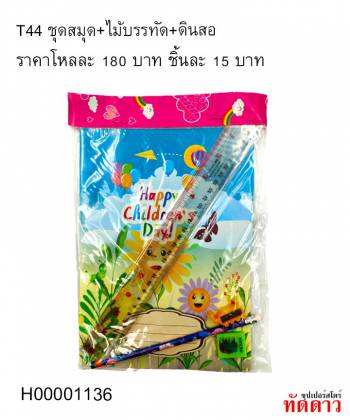 T44 ชุดสมุด+ไม้บรรทัด+ดินสอ
ราคาโหลละ 180 บาท ชิ้นละ 15 บาท
Happy
Children's
Day!
H00001136
ซุปเปอร์สโตร์
ทัดดาว